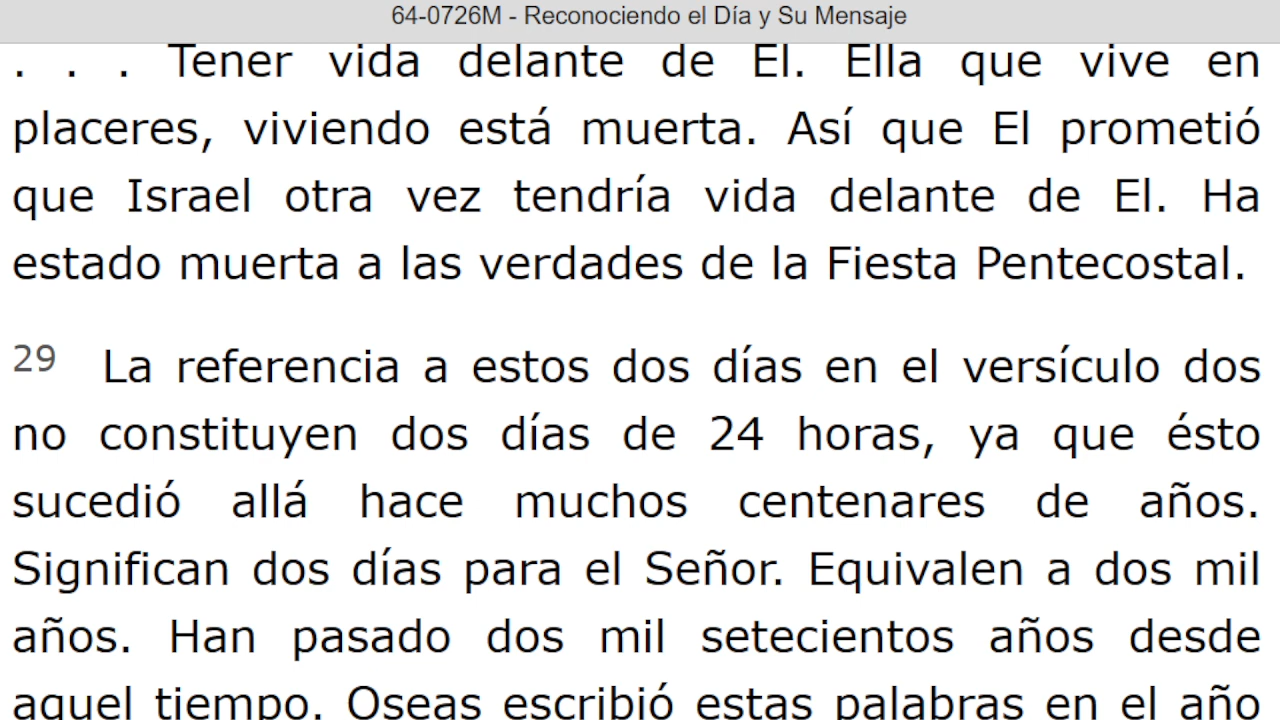 64-0726M - Reconociendo el Día y Su Mensaje
. . . Tener vida delante de El. Ella que vive en
placeres, viviendo está muerta. Así que El prometió
que Israel otra vez tendría vida delante de El. Ha
estado muerta a las verdades de la Fiesta Pentecostal.
29 La referencia a estos dos días en el versículo dos
no constituyen dos días de 24 horas, ya que ésto
sucedió allá hace muchos centenares de años.
Significan dos días para el Señor. Equivalen a dos mil
años. Han pasado dos mil setecientos años desde
aquel tiempo. Oseas escribió estas palabras en el año